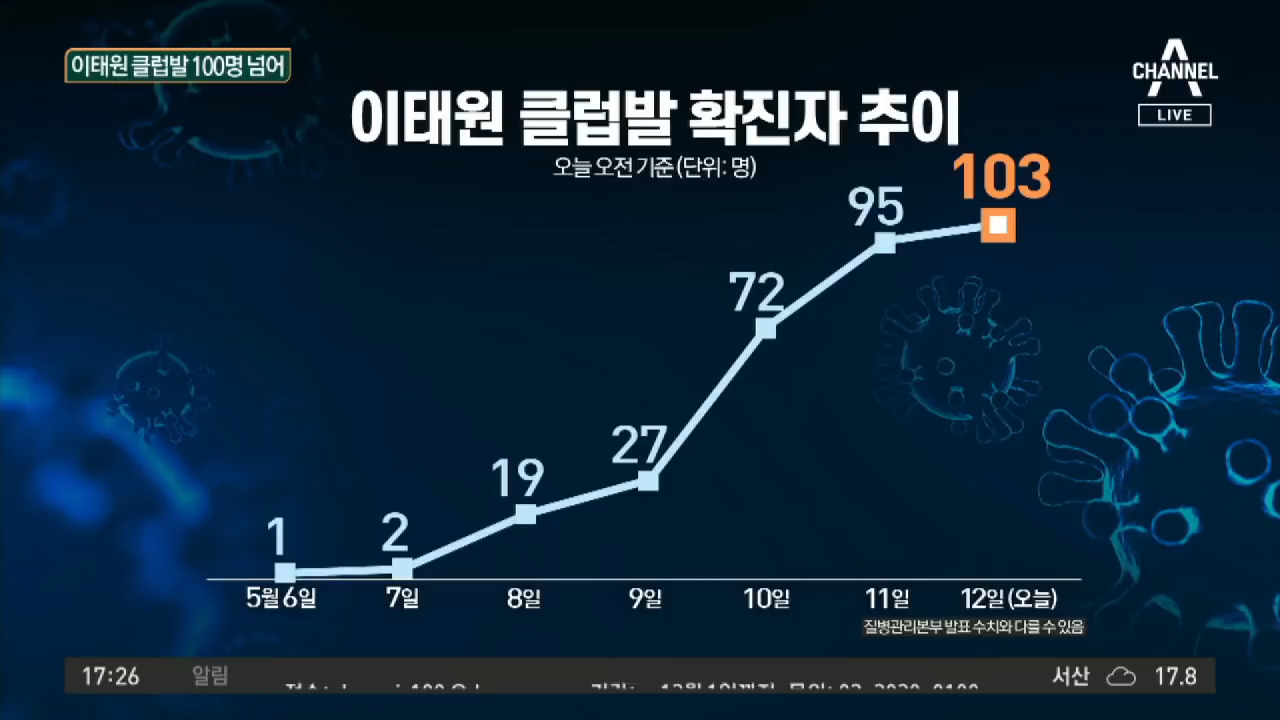 이태원 클럽발 100명 넘어
CHANNEL A
LIVE
이태원 클럽발 확진자 추이
오늘 오전 기준 (단위: 명)
103
95
72
27
19
2
1
5월 6일 7일 8일 9일 10일 11일 12일 (오늘)
질병관리본부 발표 수치와 다를 수 있음
17:26 알림 서산 17.8